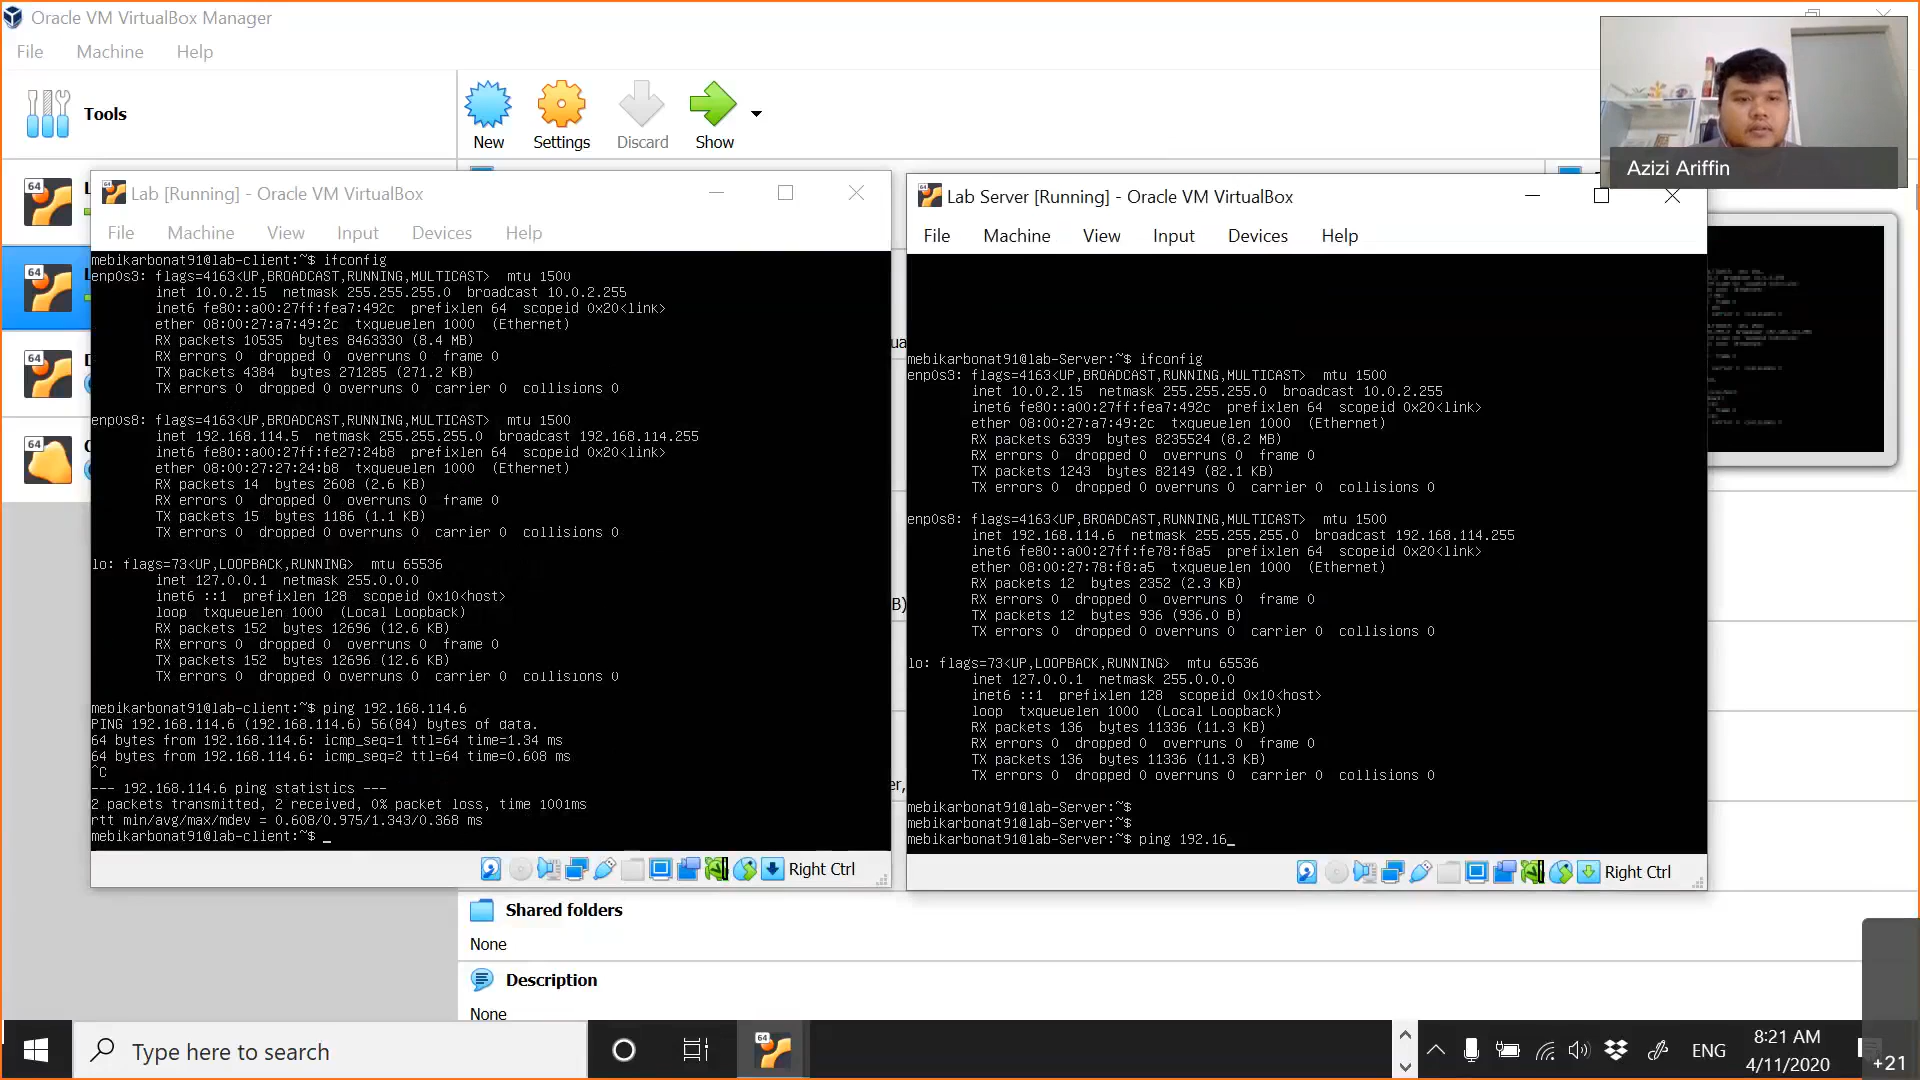 Oracle VM VirtualBox Manager
File Machine Help
Tools
New Settings Discard Show
Azizi Ariffin
64
64
64
64
Lab [Running] - Oracle VM VirtualBox
File Machine View Input Devices Help
mebikarbonat91@lab-client:~$ ifconfig
enp0s3: flags=4163<UP,BROADCAST,RUNNING,MULTICAST> mtu 1500
inet 10.0.2.15 netmask 255.255.255.0 broadcast 10.0.2.255
inet6 fe80::a00:27ff:fea7:492c prefixlen 64 scopeid 0x20<link>
ether 08:00:27:a7:49:2c txqueuelen 1000 (Ethernet)
RX packets 10535 bytes 8463330 (8.4 MB)
RX errors 0 dropped 0 overruns 0 frame 0
TX packets 4384 bytes 271285 (271.2 KB)
TX errors 0 dropped 0 overruns 0 carrier 0 collisions 0
enp0s8: flags=4163<UP,BROADCAST,RUNNING,MULTICAST> mtu 1500
inet 192.168.114.5 netmask 255.255.255.0 broadcast 192.168.114.255
inet6 fe80::a00:27ff:fe27:24b8 prefixlen 64 scopeid 0x20<link>
ether 08:00:27:27:24:b8 txqueuelen 1000 (Ethernet)
RX packets 14 bytes 2608 (2.6 KB)
RX errors 0 dropped 0 overruns 0 frame 0
TX packets 15 bytes 1186 (1.1 KB)
TX errors 0 dropped 0 overruns 0 carrier 0 collisions 0
lo: flags=73<UP,LOOPBACK,RUNNING> mtu 65536
inet 127.0.0.1 netmask 255.0.0.0
inet6 ::1 prefixlen 128 scopeid 0x10<host>
loop txqueuelen 1000 (Local Loopback)
RX packets 152 bytes 12696 (12.6 KB)
RX errors 0 dropped 0 overruns 0 frame 0
TX packets 152 bytes 12696 (12.6 KB)
TX errors 0 dropped 0 overruns 0 carrier 0 collisions 0
mebikarbonat91@lab-client:~$ ping 192.168.114.6
PING 192.168.114.6 (192.168.114.6) 56(84) bytes of data.
64 bytes from 192.168.114.6: icmp_seq=1 ttl=64 time=1.34 ms
64 bytes from 192.168.114.6: icmp_seq=2 ttl=64 time=0.608 ms
^C
--- 192.168.114.6 ping statistics ---
2 packets transmitted, 2 received, 0% packet loss, time 1001ms
rtt min/avg/max/mdev = 0.608/0.975/1.343/0.368 ms
mebikarbonat91@lab-client:~$ _
Right Ctrl
Lab Server [Running] - Oracle VM VirtualBox
File Machine View Input Devices Help
mebikarbonat91@lab-Server:~$ ifconfig
enp0s3: flags=4163<UP,BROADCAST,RUNNING,MULTICAST> mtu 1500
inet 10.0.2.15 netmask 255.255.255.0 broadcast 10.0.2.255
inet6 fe80::a00:27ff:fea7:492c prefixlen 64 scopeid 0x20<link>
ether 08:00:27:a7:49:2c txqueuelen 1000 (Ethernet)
RX packets 6339 bytes 8235524 (8.2 MB)
RX errors 0 dropped 0 overruns 0 frame 0
TX packets 1243 bytes 82149 (82.1 KB)
TX errors 0 dropped 0 overruns 0 carrier 0 collisions 0
enp0s8: flags=4163<UP,BROADCAST,RUNNING,MULTICAST> mtu 1500
inet 192.168.114.6 netmask 255.255.255.0 broadcast 192.168.114.255
inet6 fe80::a00:27ff:fe78:f8a5 prefixlen 64 scopeid 0x20<link>
ether 08:00:27:78:f8:a5 txqueuelen 1000 (Ethernet)
RX packets 12 bytes 2352 (2.3 KB)
RX errors 0 dropped 0 overruns 0 frame 0
TX packets 12 bytes 936 (936.0 B)
TX errors 0 dropped 0 overruns 0 carrier 0 collisions 0
lo: flags=73<UP,LOOPBACK,RUNNING> mtu 65536
inet 127.0.0.1 netmask 255.0.0.0
inet6 ::1 prefixlen 128 scopeid 0x10<host>
loop txqueuelen 1000 (Local Loopback)
RX packets 136 bytes 11336 (11.3 KB)
RX errors 0 dropped 0 overruns 0 frame 0
TX packets 136 bytes 11336 (11.3 KB)
TX errors 0 dropped 0 overruns 0 carrier 0 collisions 0
mebikarbonat91@lab-Server:~$
mebikarbonat91@lab-Server:~$
mebikarbonat91@lab-Server:~$ ping 192.16_
Right Ctrl
Shared folders
None
Description
None
Type here to search
64
ENG
8:21 AM
4/11/2020
+21